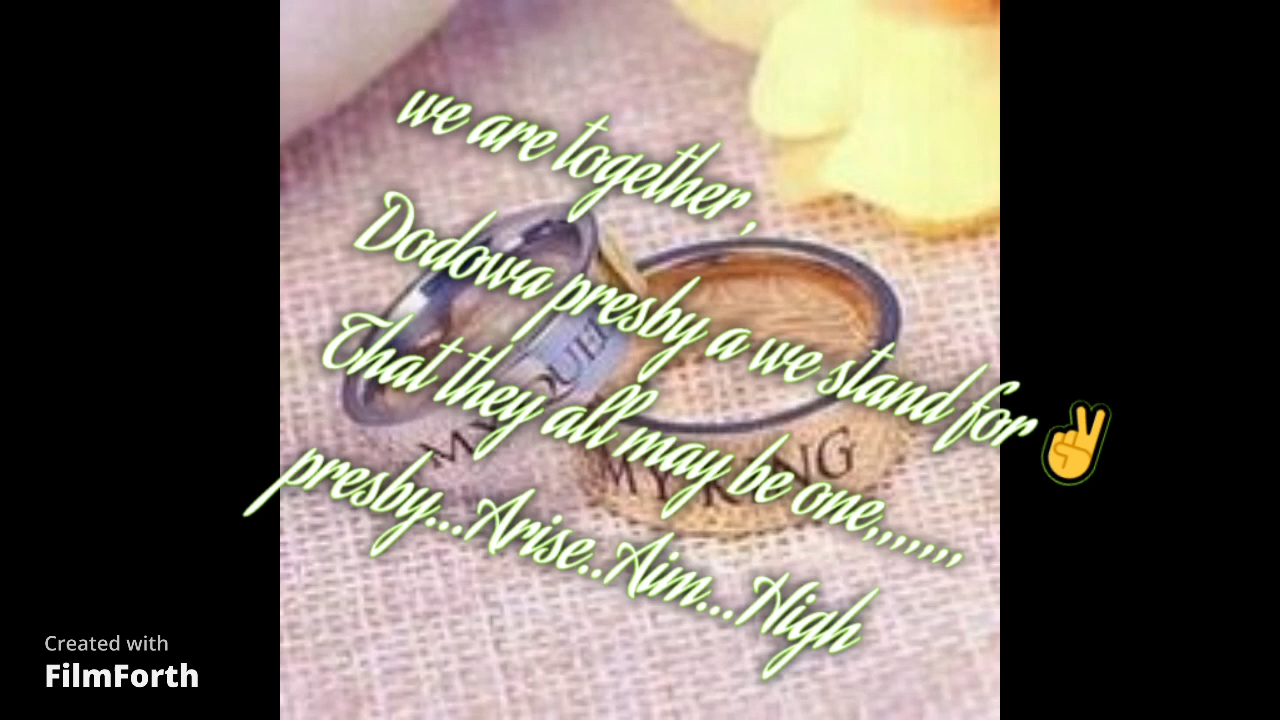 we are together,
Dodowa presby a we stand for ✌
That they all may be one,,,,,,,
presby...Arise..Aim...High
MY QUEE
MY KING
Created with
FilmForth